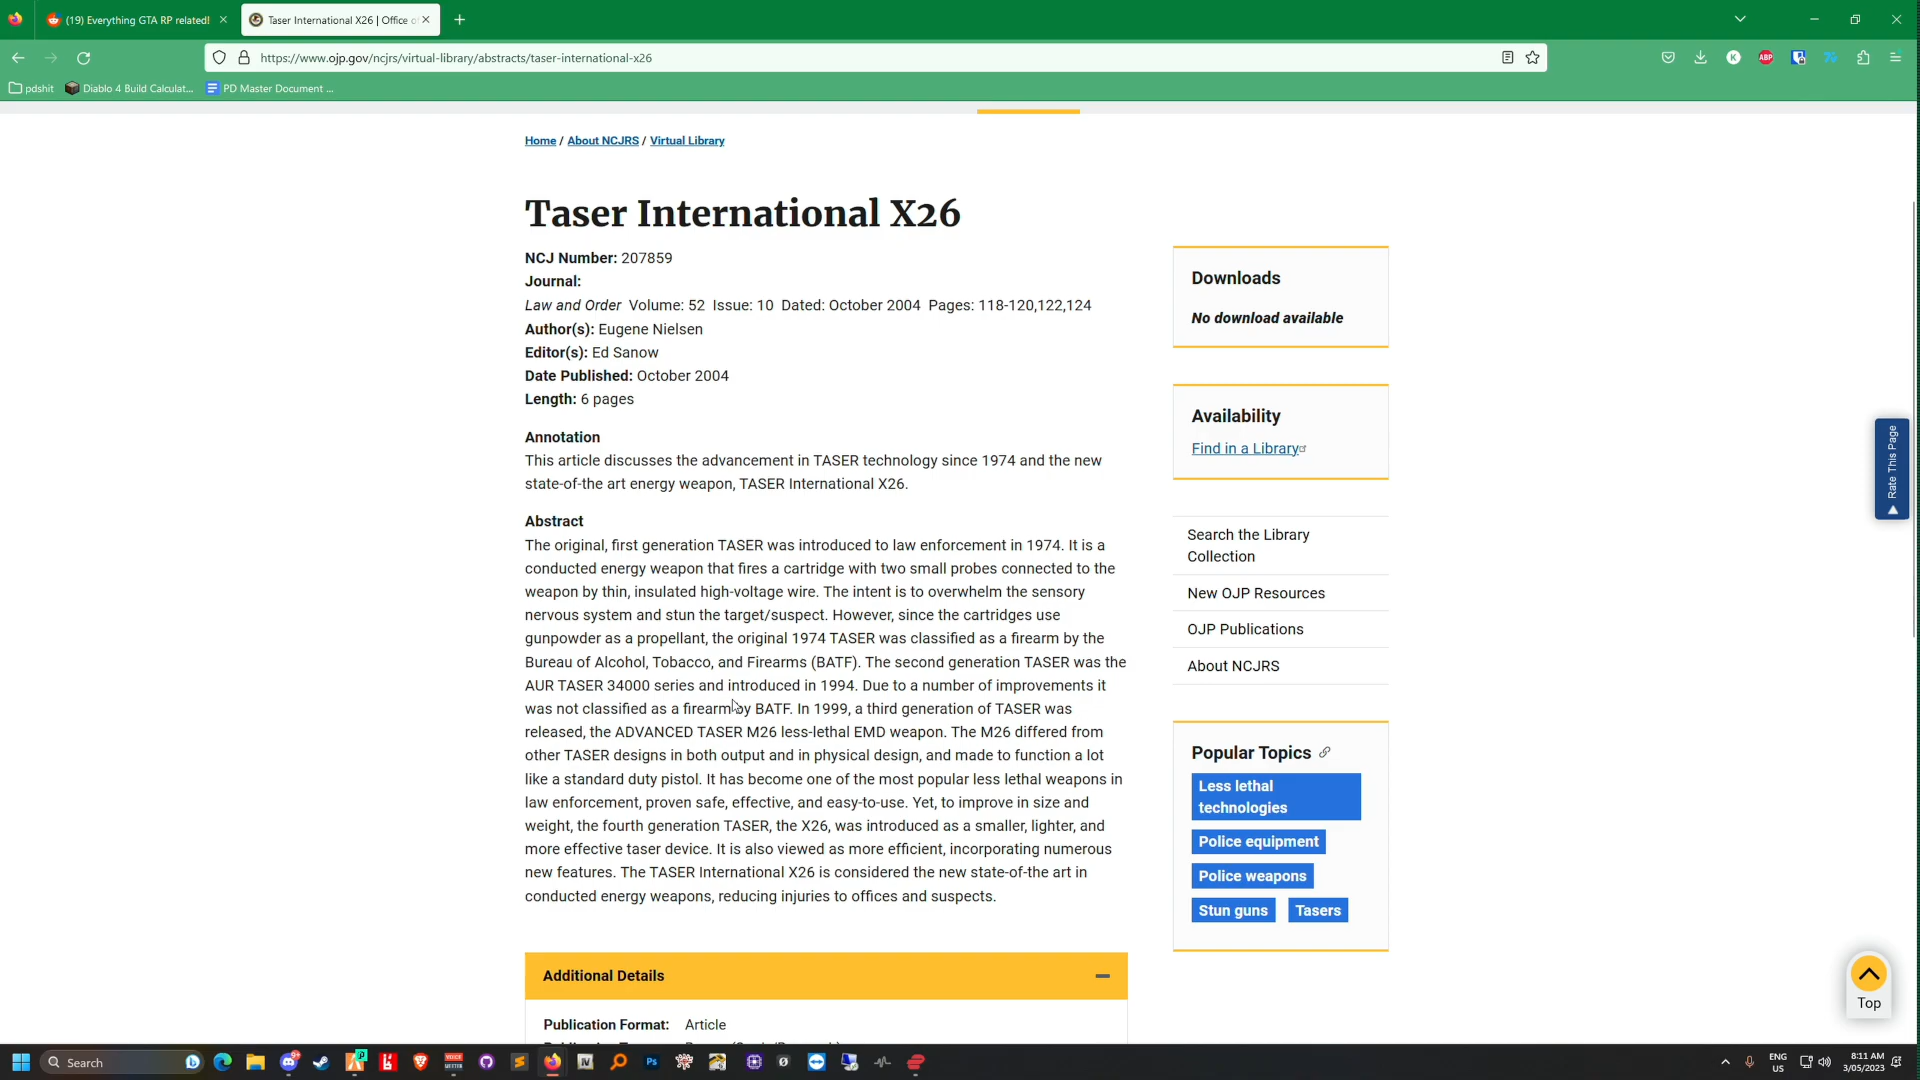 (19) Everything GTA RP related!
Taser International X26 | Office o
https://www.ojp.gov/ncjrs/virtual-library/abstracts/taser-international-x26
K
ABP
pdshit
Diablo 4 Build Calculat...
PD Master Document ...
Home / About NCJRS / Virtual Library
Taser International X26
NCJ Number: 207859
Journal:
Law and Order Volume: 52 Issue: 10 Dated: October 2004 Pages: 118-120,122,124
Author(s): Eugene Nielsen
Editor(s): Ed Sanow
Date Published: October 2004
Length: 6 pages
Annotation
This article discusses the advancement in TASER technology since 1974 and the new
state-of-the art energy weapon, TASER International X26.
Abstract
The original, first generation TASER was introduced to law enforcement in 1974. It is a
conducted energy weapon that fires a cartridge with two small probes connected to the
weapon by thin, insulated high-voltage wire. The intent is to overwhelm the sensory
nervous system and stun the target/suspect. However, since the cartridges use
gunpowder as a propellant, the original 1974 TASER was classified as a firearm by the
Bureau of Alcohol, Tobacco, and Firearms (BATF). The second generation TASER was the
AUR TASER 34000 series and introduced in 1994. Due to a number of improvements it
was not classified as a firearm by BATF. In 1999, a third generation of TASER was
released, the ADVANCED TASER M26 less-lethal EMD weapon. The M26 differed from
other TASER designs in both output and in physical design, and made to function a lot
like a standard duty pistol. It has become one of the most popular less lethal weapons in
law enforcement, proven safe, effective, and easy-to-use. Yet, to improve in size and
weight, the fourth generation TASER, the X26, was introduced as a smaller, lighter, and
more effective taser device. It is also viewed as more efficient, incorporating numerous
new features. The TASER International X26 is considered the new state-of-the art in
conducted energy weapons, reducing injuries to offices and suspects.
Additional Details
Publication Format: Article
Downloads
No download available
Availability
Find in a Library
Search the Library
Collection
New OJP Resources
OJP Publications
About NCJRS
Popular Topics
Less lethal
technologies
Police equipment
Police weapons
Stun guns
Tasers
Rate This Page
Top
Search
Ps
ENG
US
8:11 AM
3/05/2023